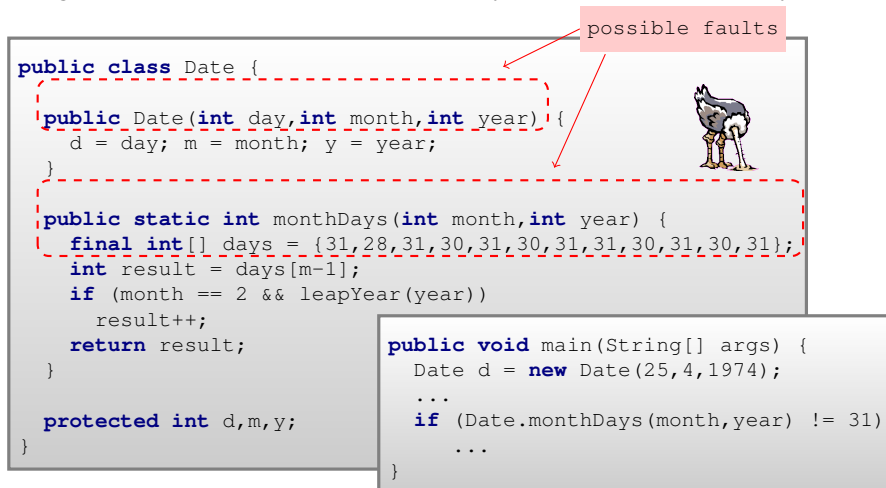 possible faults
public class Date {
public Date(int day,int month,int year) {
d = day; m = month; y = year;
}
public static int monthDays(int month,int year) {
final int[] days = {31,28,31,30,31,30,31,31,30,31,30,31};
int result = days[m-1];
if (month == 2 && leapYear(year))
result++;
return result;
}
protected int d,m,y;
}
public void main(String[] args) {
Date d = new Date(25,4,1974);
...
if (Date.monthDays(month,year) != 31)
...
}